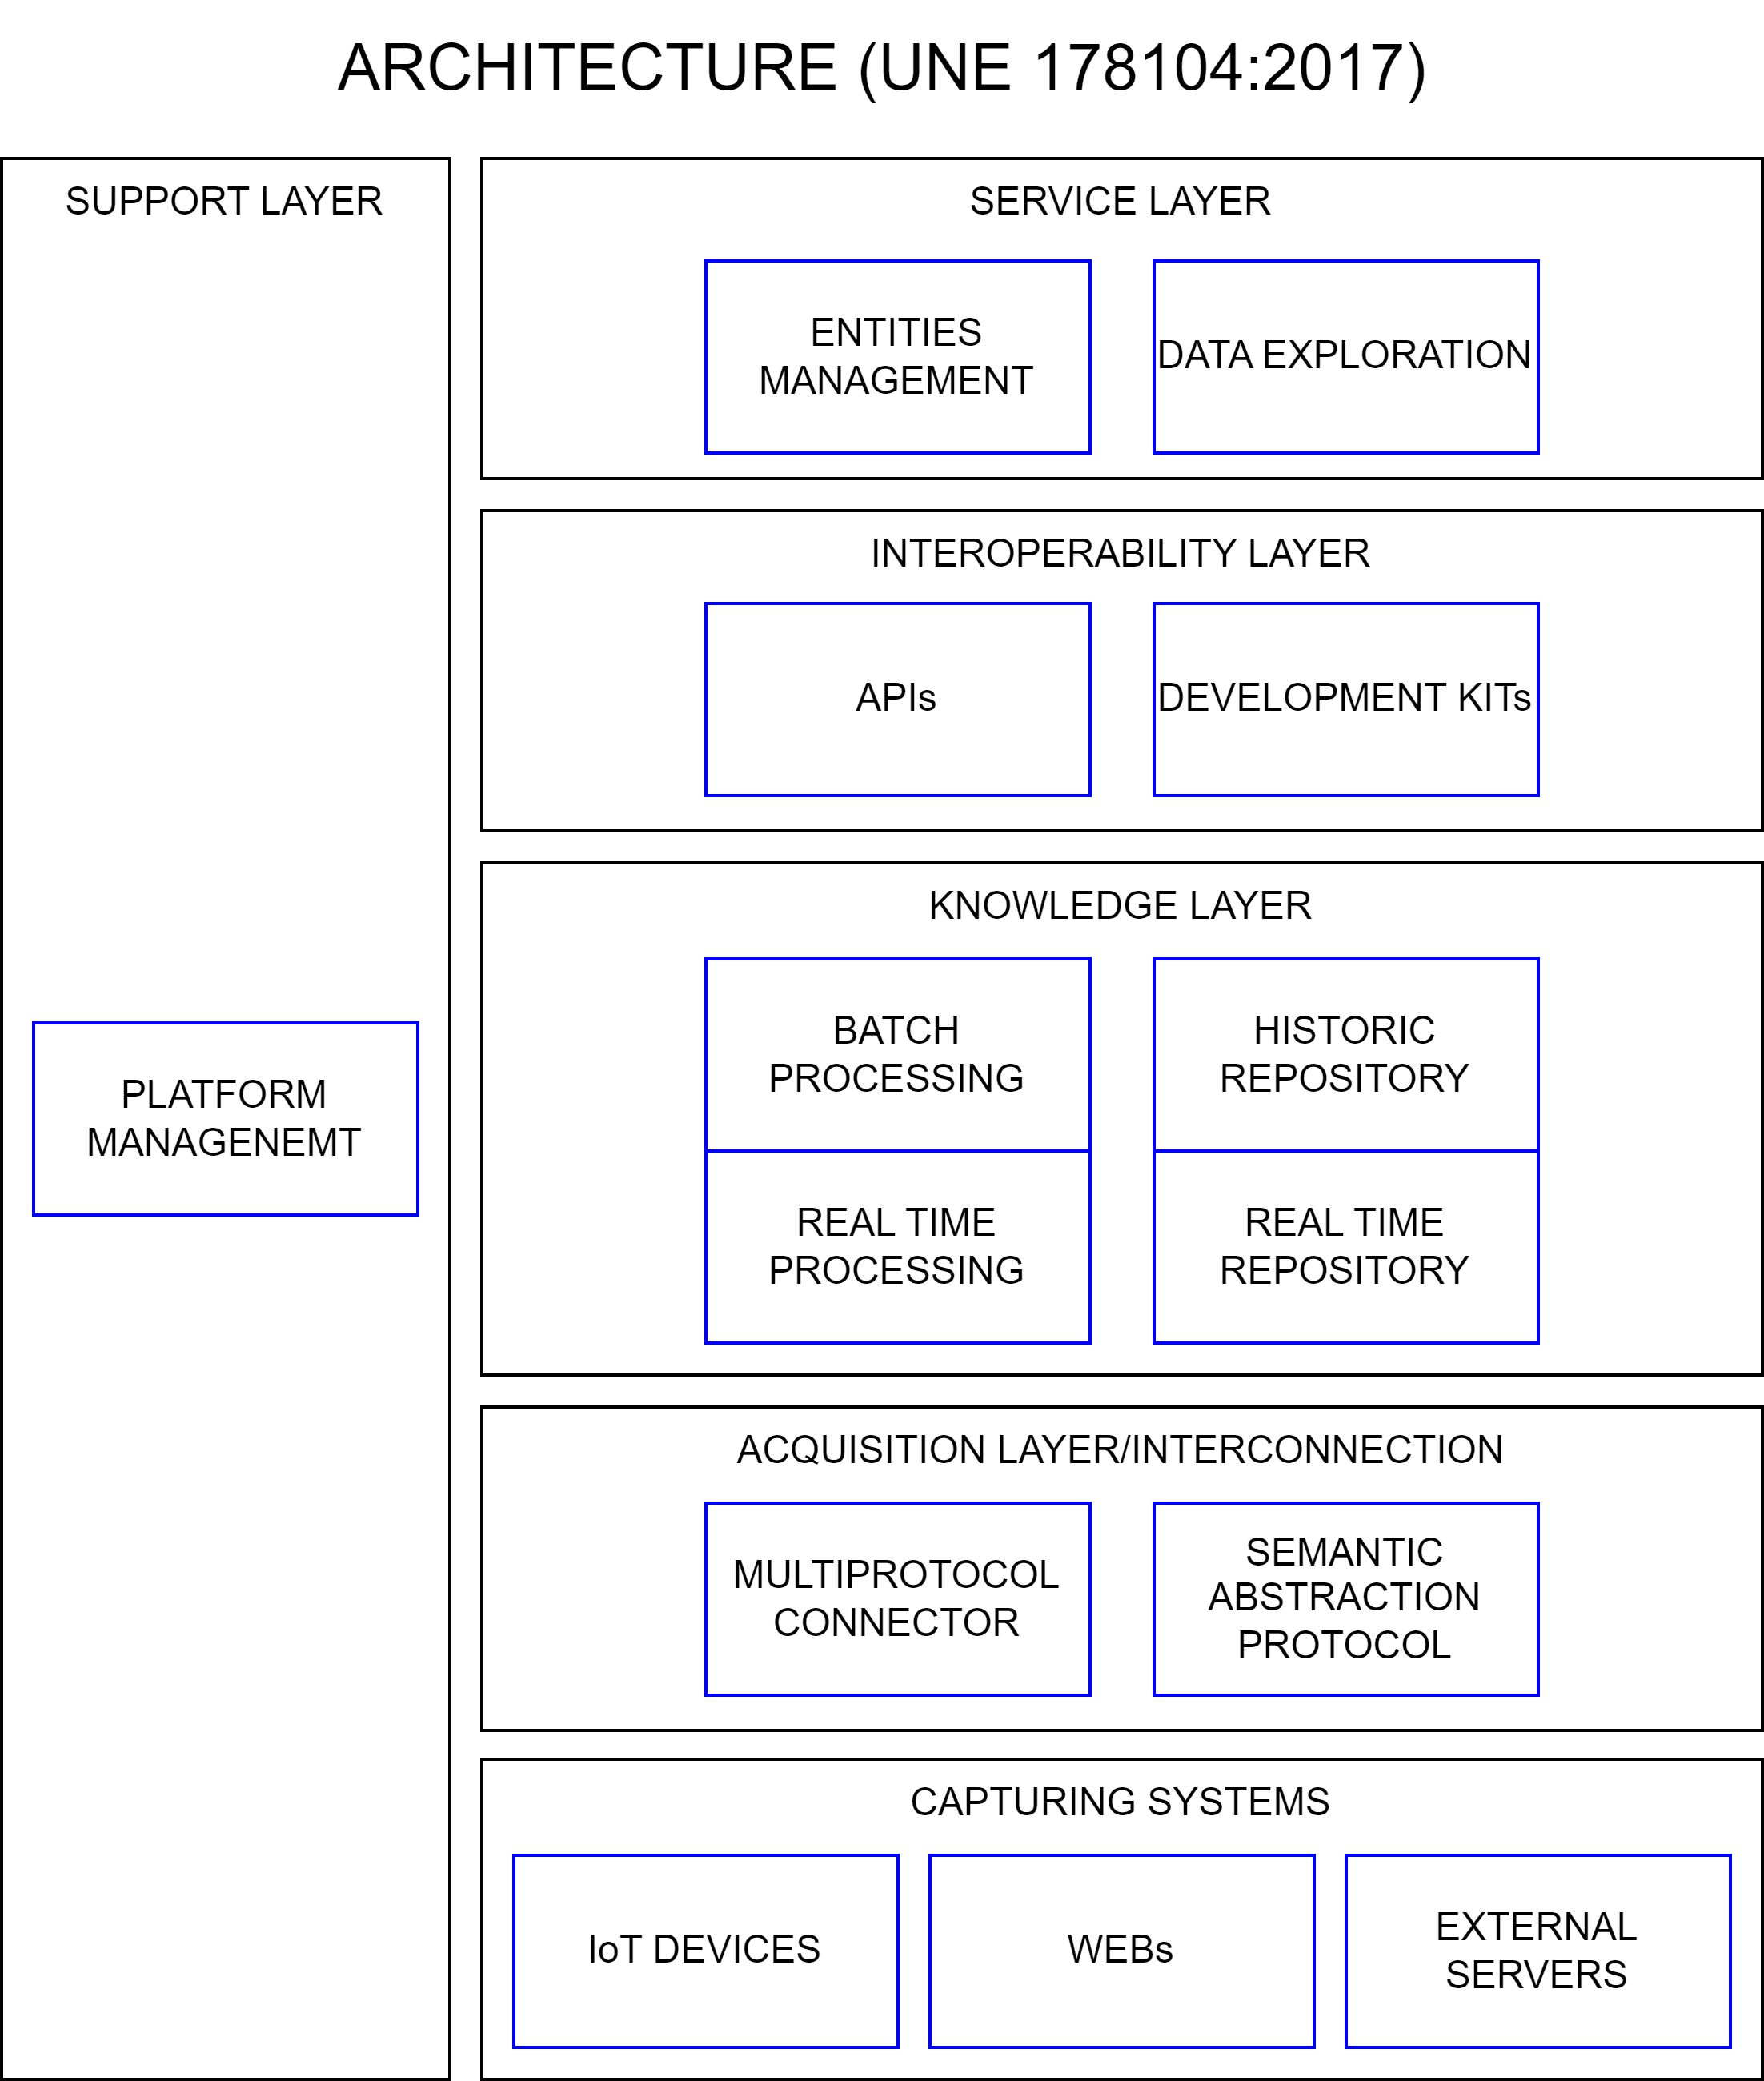 ARCHITECTURE (UNE 178104:2017)
SUPPORT LAYER
PLATFORM
MANAGENEMT
SERVICE LAYER
ENTITIES
MANAGEMENT
DATA EXPLORATION
INTEROPERABILITY LAYER
APIs
DEVELOPMENT KITs
KNOWLEDGE LAYER
BATCH
PROCESSING
HISTORIC
REPOSITORY
REAL TIME
PROCESSING
REAL TIME
REPOSITORY
ACQUISITION LAYER/INTERCONNECTION
MULTIPROTOCOL
CONNECTOR
SEMANTIC
ABSTRACTION
PROTOCOL
CAPTURING SYSTEMS
IoT DEVICES
WEBs
EXTERNAL
SERVERS